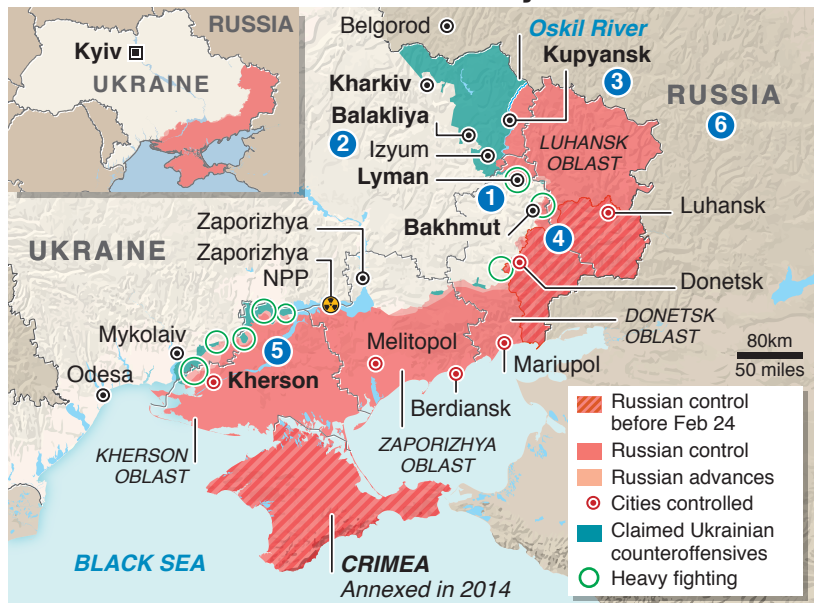 RUSSIA
Kyiv
UKRAINE
Belgorod
Oskil River
Kupyansk
3
Kharkiv
RUSSIA
6
Balakliya
2
Izyum
LUHANSK
OBLAST
Lyman
1
Luhansk
Bakhmut
4
Zaporizhya
UKRAINE
Zaporizhya
NPP
Donetsk
DONETSK
OBLAST
Mykolaiv
Melitopol
5
80km
50 miles
Mariupol
Odesa
Kherson
Berdiansk
KHERSON
OBLAST
ZAPORIZHYA
OBLAST
BLACK SEA
CRIMEA
Annexed in 2014
Russian control
before Feb 24
Russian control
Russian advances
Cities controlled
Claimed Ukrainian
counteroffensives
Heavy fighting